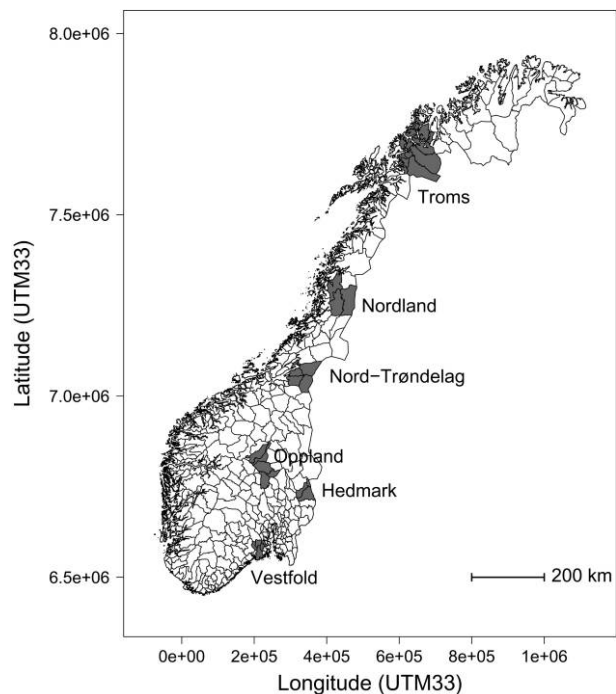 8.0e+06
7.5e+06
7.0e+06
6.5e+06
Latitude (UTM33)
Troms
Nordland
Nord−Trøndelag
Oppland
Hedmark
Vestfold
200 km
0e+00 2e+05 4e+05 6e+05 8e+05 1e+06
Longitude (UTM33)